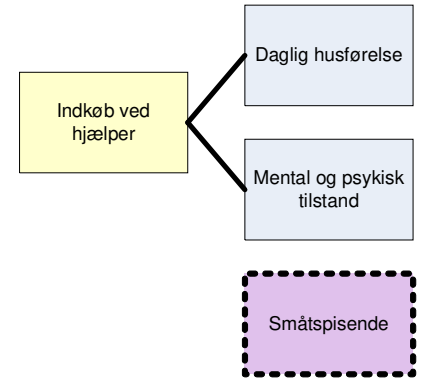 Daglig husførelse
Indkøb ved
hjælper
Mental og psykisk
tilstand
Småtspisende